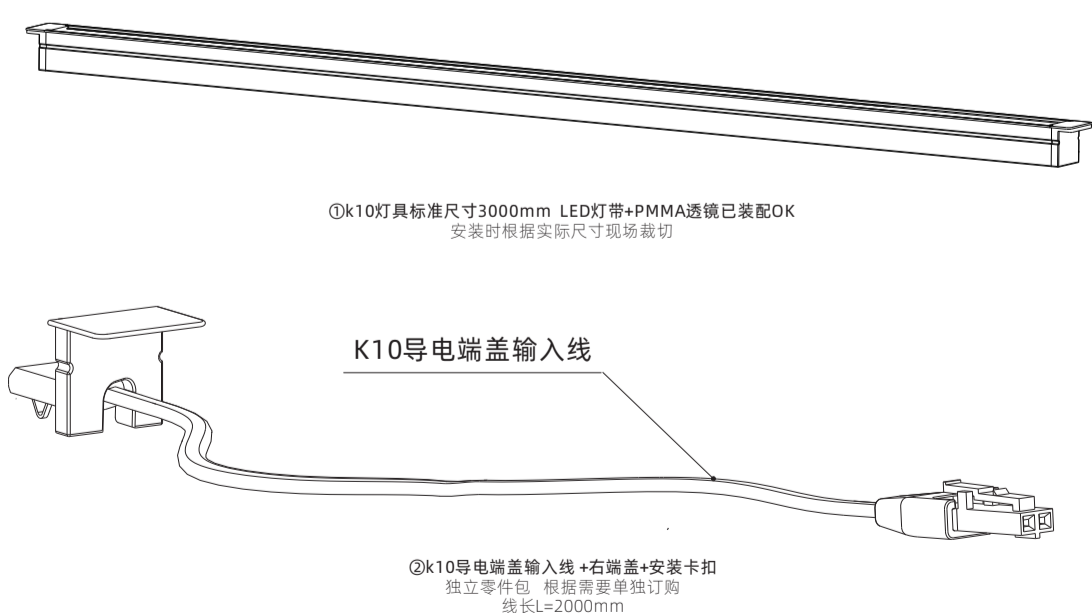 ①k10灯具标准尺寸3000mm LED灯带+PMMA透镜已装配OK
安装时根据实际尺寸现场裁切
K10导电端盖输入线
②k10导电端盖输入线 +右端盖+安装卡扣
独立零件包 根据需要单独订购
线长L=2000mm